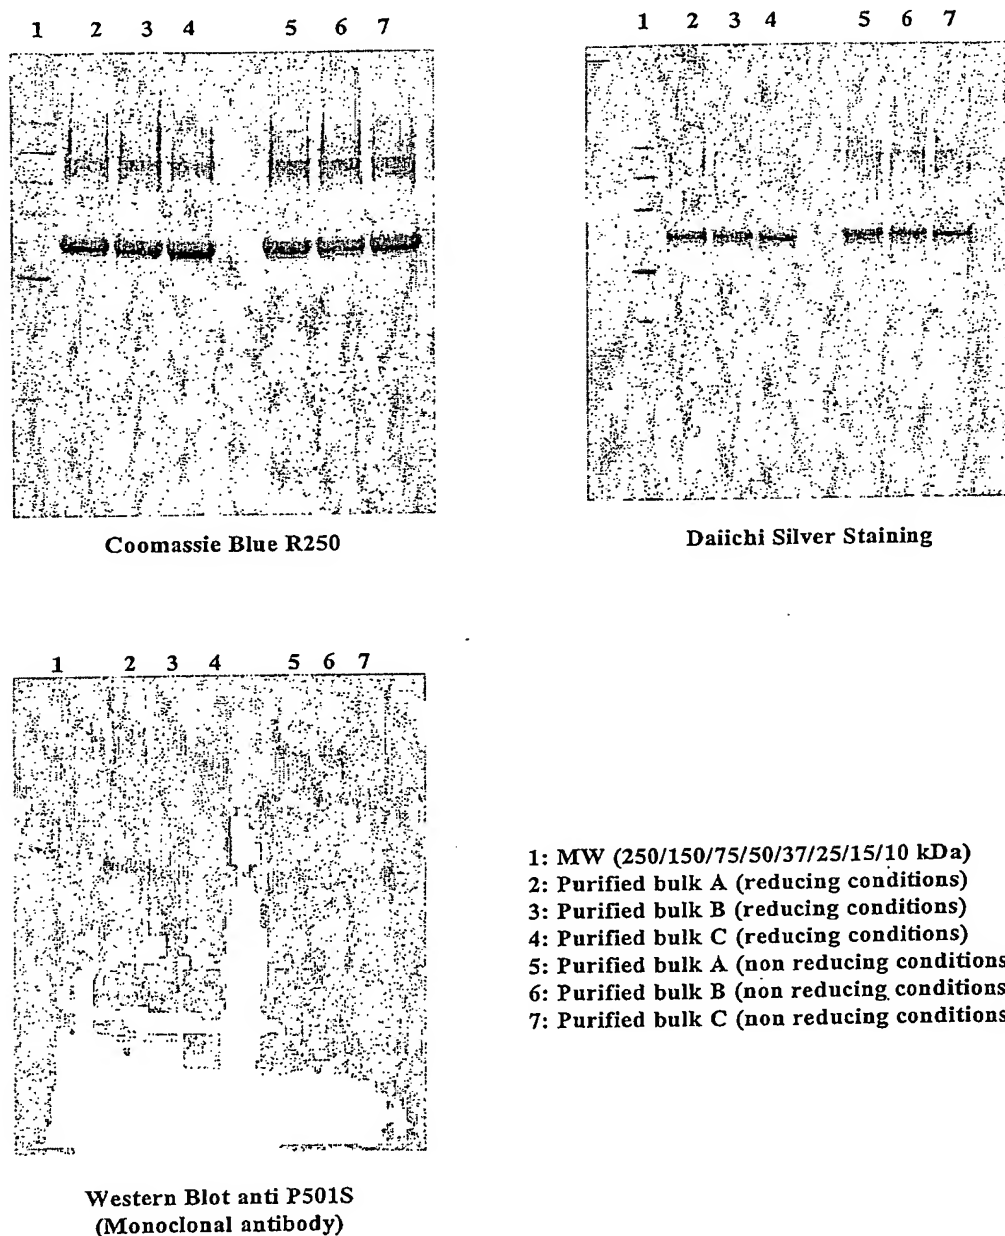 1 2 3 4 5 6 7
Coomassie Blue R250
1 2 3 4 5 6 7
Daiichi Silver Staining
1 2 3 4 5 6 7
Western Blot anti P501S
(Monoclonal antibody)
1: MW (250/150/75/50/37/25/15/10 kDa)
2: Purified bulk A (reducing conditions)
3: Purified bulk B (reducing conditions)
4: Purified bulk C (reducing conditions)
5: Purified bulk A (non reducing conditions
6: Purified bulk B (non reducing conditions
7: Purified bulk C (non reducing conditions